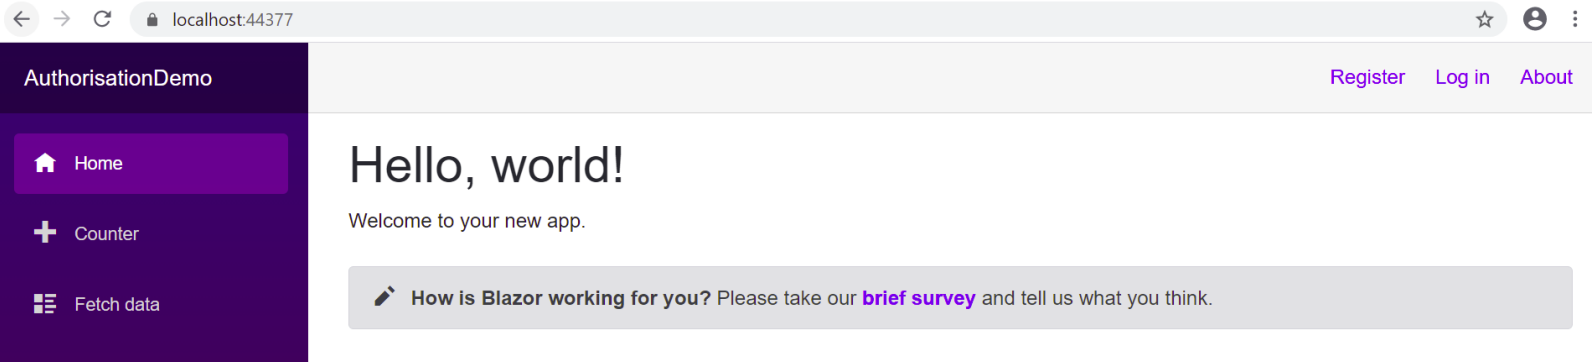 localhost:44377
AuthorisationDemo
Register Log in About
Home
Counter
Fetch data
Hello, world!
Welcome to your new app.
How is Blazor working for you? Please take our brief survey and tell us what you think.